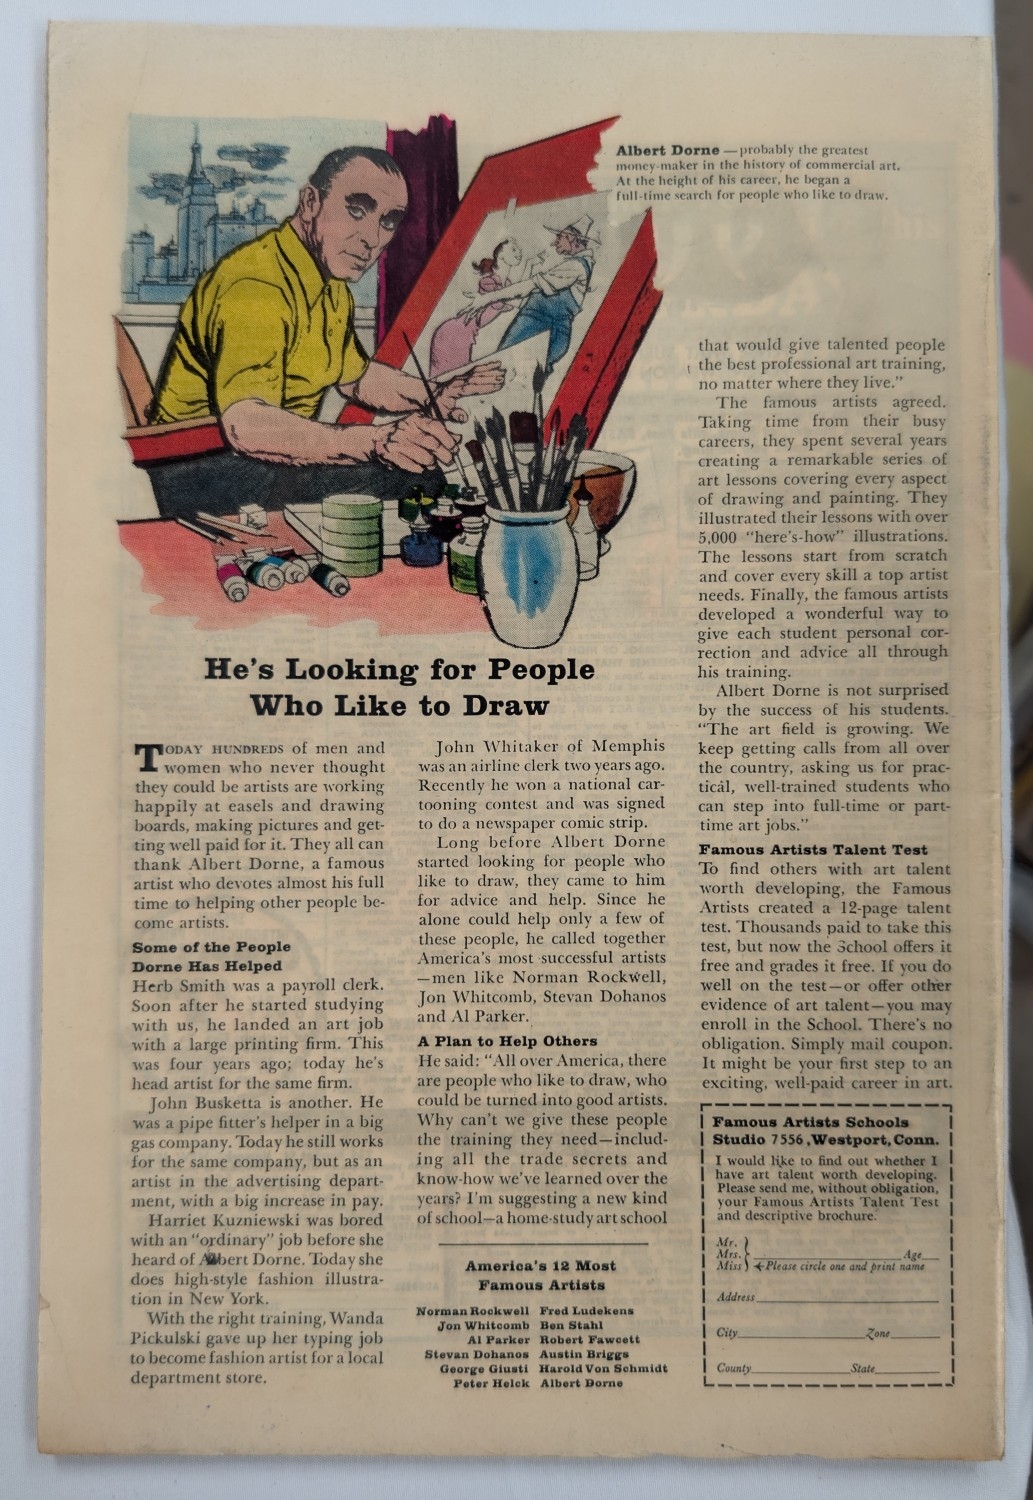 Albert Dorne —probably the greatest
money-maker in the history of commercial art.
At the height of his career, he began a
full-time search for people who like to draw.
He's Looking for People
Who Like to Draw
TODAY HUNDREDS of men and
women who never thought
they could be artists are working
happily at easels and drawing
boards, making pictures and get-
ting well paid for it. They all can
thank Albert Dorne, a famous
artist who devotes almost his full
time to helping other people be-
come artists.
Some of the People
Dorne Has Helped
Herb Smith was a payroll clerk.
Soon after he started studying
with us, he landed an art job
with a large printing firm. This
was four years ago; today he's
head artist for the same firm.
John Busketta is another. He
was a pipe fitter's helper in a big
gas company. Today he still works
for the same company, but as an
artist in the advertising depart-
ment, with a big increase in pay.
Harriet Kuzniewski was bored
with an "ordinary" job before she
heard of Albert Dorne. Today she
does high-style fashion illustra-
tion in New York.
With the right training, Wanda
Pickulski gave up her typing job
to become fashion artist for a local
department store.
John Whitaker of Memphis
was an airline clerk two years ago.
Recently he won a national car-
tooning contest and was signed
to do a newspaper comic strip.
Long before Albert Dorne
started looking for people who
like to draw, they came to him
for advice and help. Since he
alone could help only a few of
these people, he called together
America's most successful artists
—men like Norman Rockwell,
Jon Whitcomb, Stevan Dohanos
and Al Parker.
A Plan to Help Others
He said: "All over America, there
are people who like to draw, who
could be turned into good artists.
Why can't we give these people
the training they need—includ-
ing all the trade secrets and
know-how we've learned over the
years? I'm suggesting a new kind
of school—a home-study art school
America's 12 Most
Famous Artists
Norman Rockwell Fred Ludekens
Jon Whitcomb Ben Stahl
Al Parker Robert Fawcett
Stevan Dohanos Austin Briggs
George Giusti Harold Von Schmidt
Peter Helck Albert Dorne
that would give talented people
the best professional art training,
no matter where they live."
The famous artists agreed.
Taking time from their busy
careers, they spent several years
creating a remarkable series of
art lessons covering every aspect
of drawing and painting. They
illustrated their lessons with over
5,000 "here's-how" illustrations.
The lessons start from scratch
and cover every skill a top artist
needs. Finally, the famous artists
developed a wonderful way to
give each student personal cor-
rection and advice all through
his training.
Albert Dorne is not surprised
by the success of his students.
"The art field is growing. We
keep getting calls from all over
the country, asking us for prac-
tical, well-trained students who
can step into full-time or part-
time art jobs."
Famous Artists Talent Test
To find others with art talent
worth developing, the Famous
Artists created a 12-page talent
test. Thousands paid to take this
test, but now the School offers it
free and grades it free. If you do
well on the test—or offer other
evidence of art talent—you may
enroll in the School. There's no
obligation. Simply mail coupon.
It might be your first step to an
exciting, well-paid career in art.
Famous Artists Schools
Studio 7556, Westport, Conn.
I would like to find out whether I
have art talent worth developing.
Please send me, without obligation,
your Famous Artists Talent Test
and descriptive brochure.
Mr.
Mrs. Age
Miss Please circle one and print name
Address
City Zone
County State